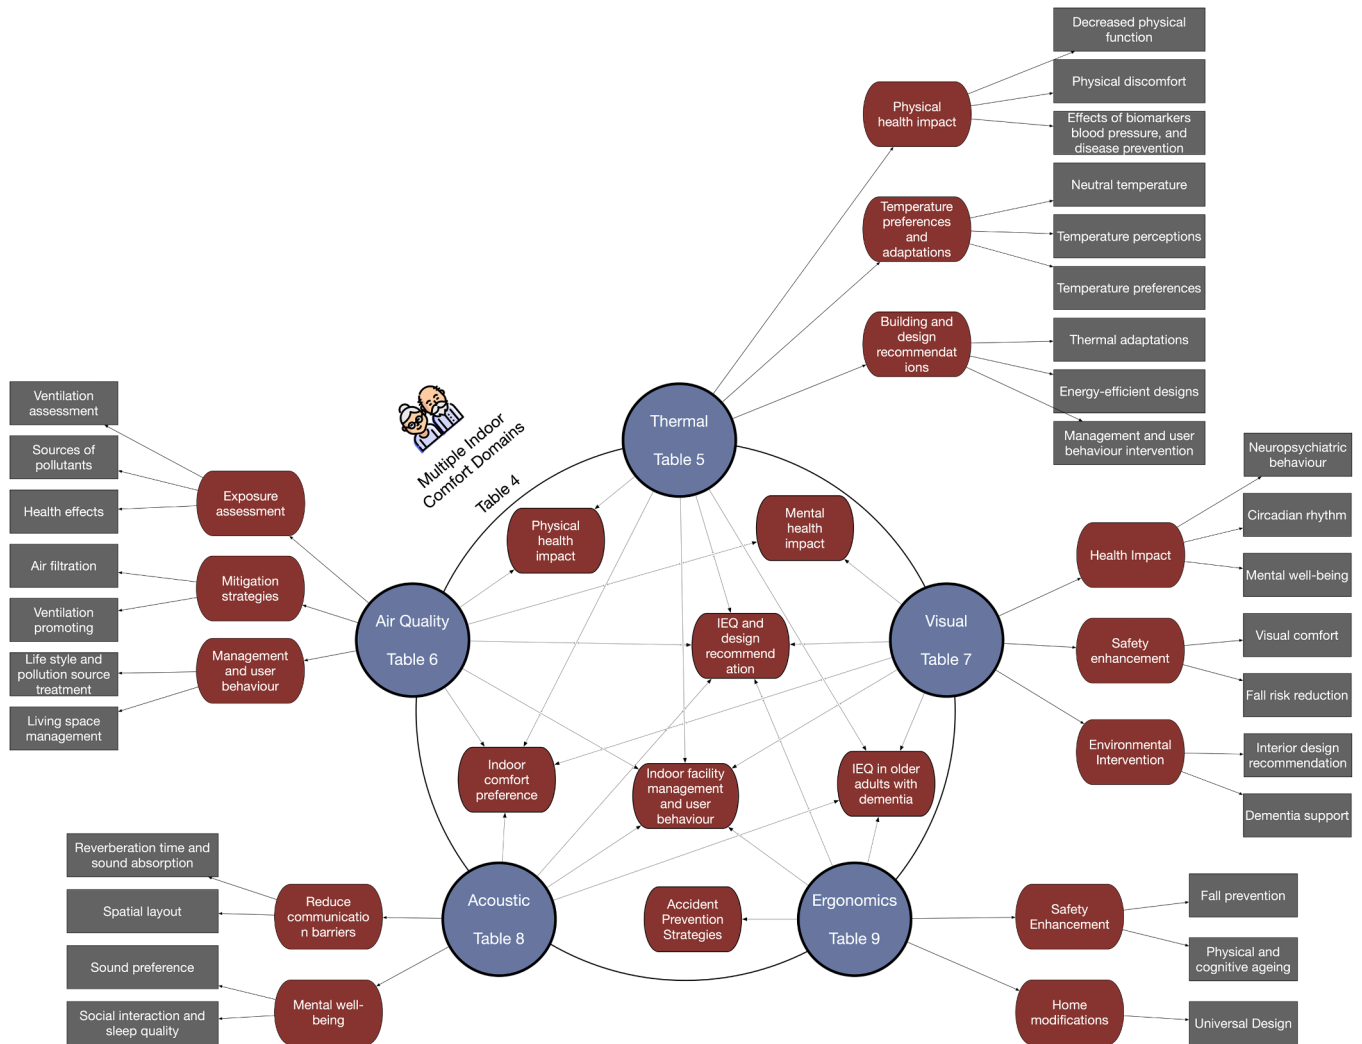 Decreased physical
function
Physical discomfort
Effects of biomarkers
blood pressure, and
disease prevention
Physical
health impact
Neutral temperature
Temperature perceptions
Temperature preferences
Temperature
preferences
and
adaptations
Thermal adaptations
Energy-efficient designs
Management and user
behaviour intervention
Building and
design
recommendat
ions
Thermal
Table 5
Multiple Indoor
Comfort Domains
Table 4
Ventilation
assessment
Sources of
pollutants
Health effects
Exposure
assessment
Air filtration
Ventilation
promoting
Mitigation
strategies
Life style and
pollution source
treatment
Living space
management
Management
and user
behaviour
Air Quality
Table 6
Physical
health
impact
Mental
health
impact
IEQ and
design
recommend
ation
Indoor
comfort
preference
Indoor facility
management
and user
behaviour
IEQ in older
adults with
dementia
Accident
Prevention
Strategies
Visual
Table 7
Health Impact
Neuropsychiatric
behaviour
Circadian rhythm
Mental well-being
Safety
enhancement
Visual comfort
Fall risk reduction
Environmental
Intervention
Interior design
recommendation
Dementia support
Acoustic
Table 8
Reduce
communicatio
n barriers
Reverberation time and
sound absorption
Spatial layout
Mental well-
being
Sound preference
Social interaction and
sleep quality
Ergonomics
Table 9
Safety
Enhancement
Fall prevention
Physical and
cognitive ageing
Home
modifications
Universal Design